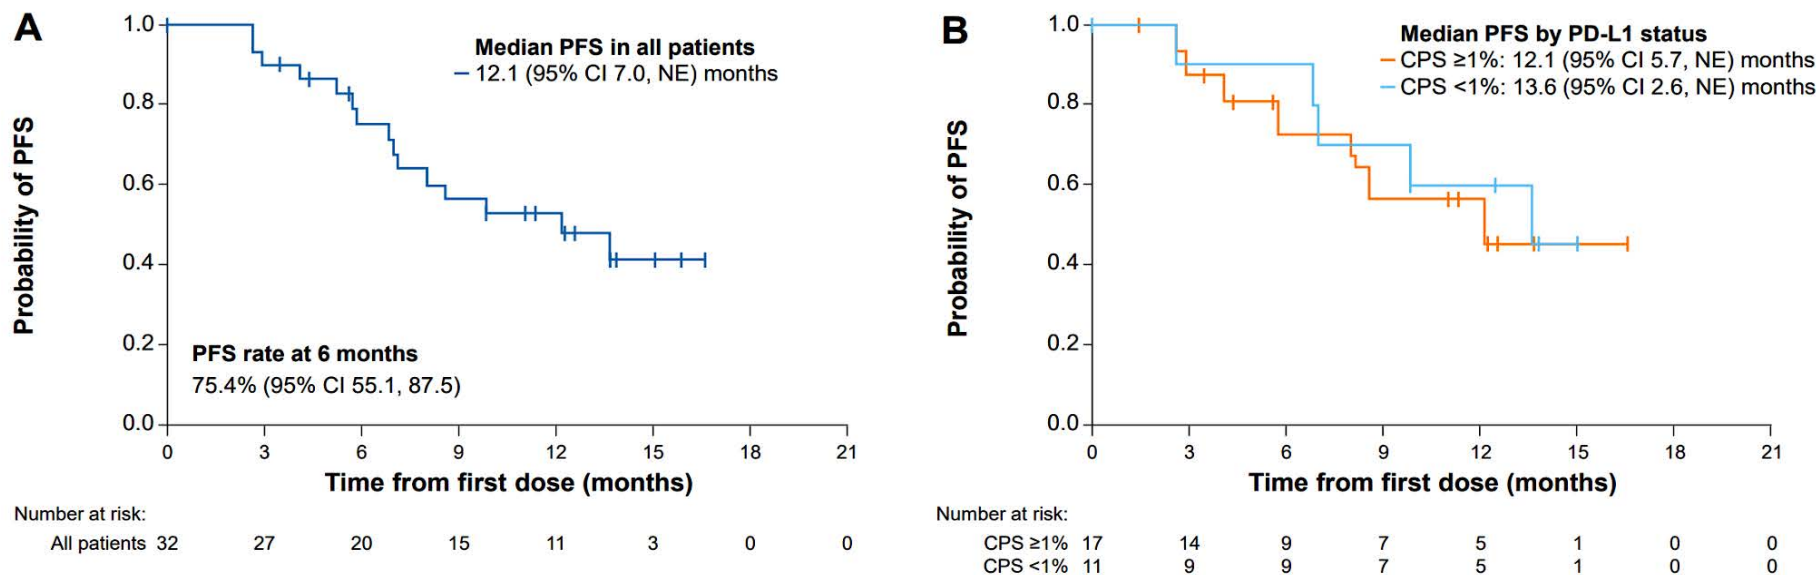 A
Probability of PFS
1.0
0.8
0.6
0.4
0.2
0.0
Median PFS in all patients
12.1 (95% CI 7.0, NE) months
PFS rate at 6 months
75.4% (95% CI 55.1, 87.5)
0 3 6 9 12 15 18 21
Time from first dose (months)
Number at risk:
All patients 32 27 20 15 11 3 0 0
B
Probability of PFS
1.0
0.8
0.6
0.4
0.2
0.0
Median PFS by PD-L1 status
CPS ≥1%: 12.1 (95% CI 5.7, NE) months
CPS <1%: 13.6 (95% CI 2.6, NE) months
0 3 6 9 12 15 18 21
Time from first dose (months)
Number at risk:
CPS ≥1% 17 14 9 7 5 1 0 0
CPS <1% 11 9 9 7 5 1 0 0